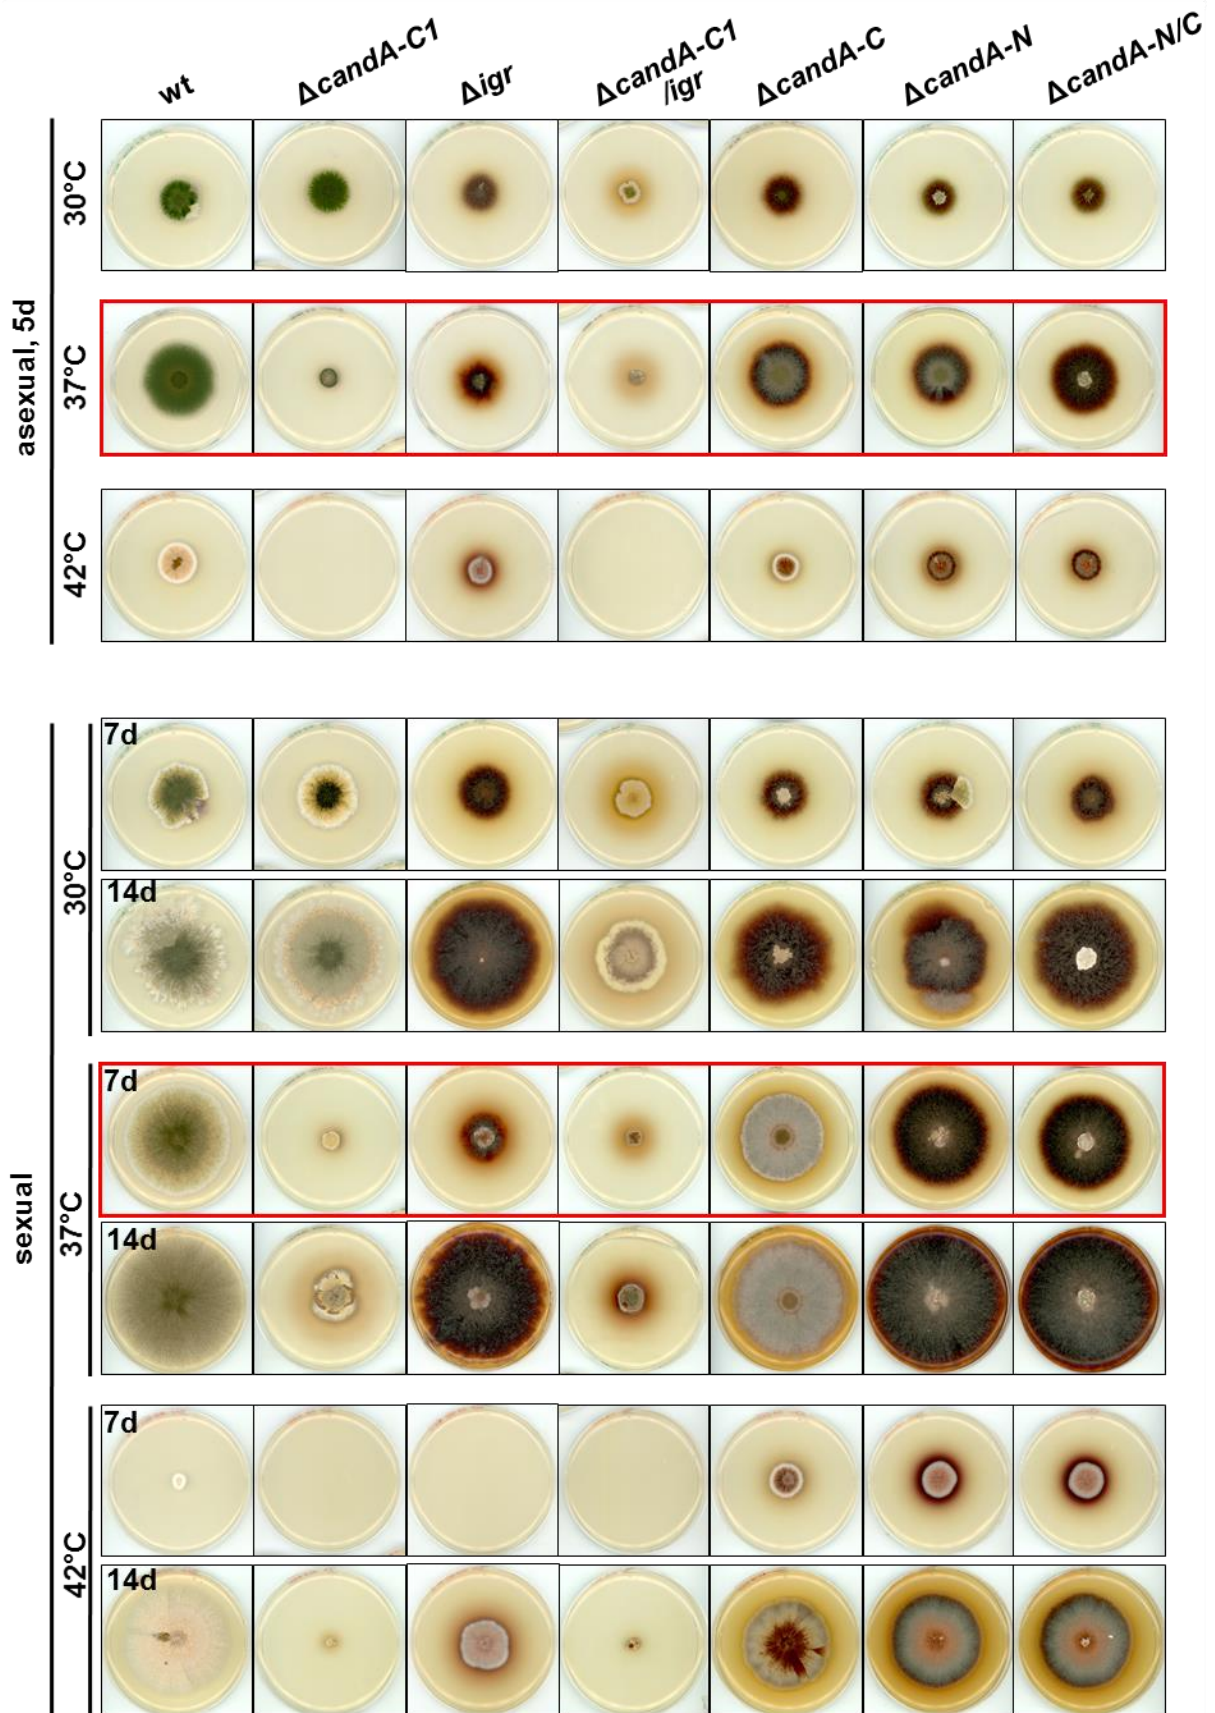 wt
ΔcandA-C1
Δigr
ΔcandA-C1
/igr
ΔcandA-C
ΔcandA-N
ΔcandA-N/C
asexual, 5d
30°C
37°C
42°C
sexual
30°C
7d
14d
37°C
7d
14d
42°C
7d
14d